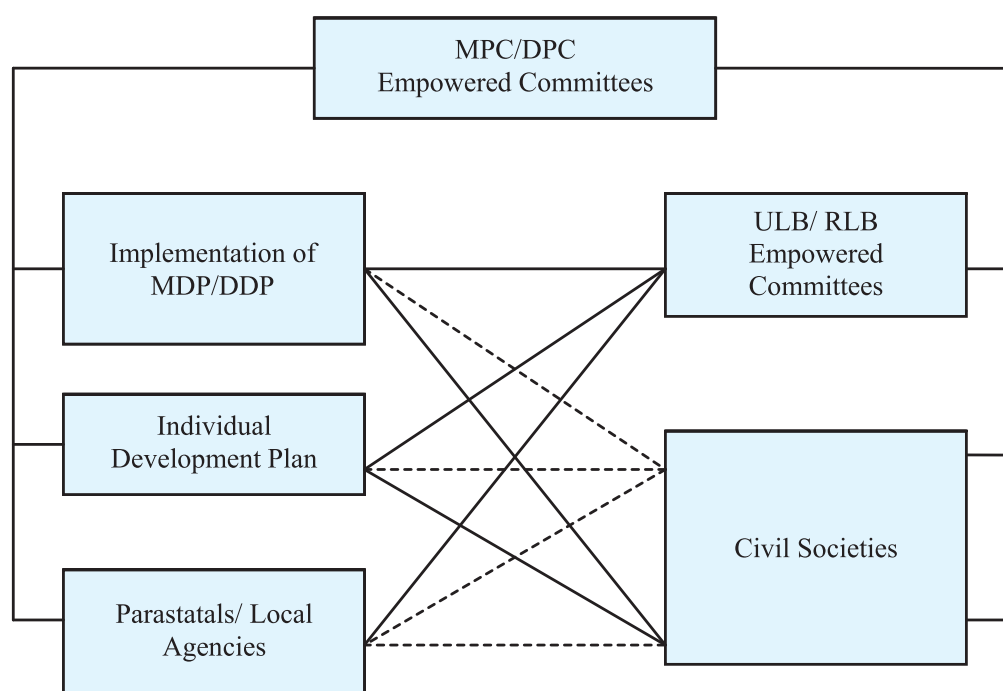 MPC/DPC
Empowered Committees
Implementation of
MDP/DDP
ULB/ RLB
Empowered
Committees
Individual
Development Plan
Civil Societies
Parastatals/ Local
Agencies